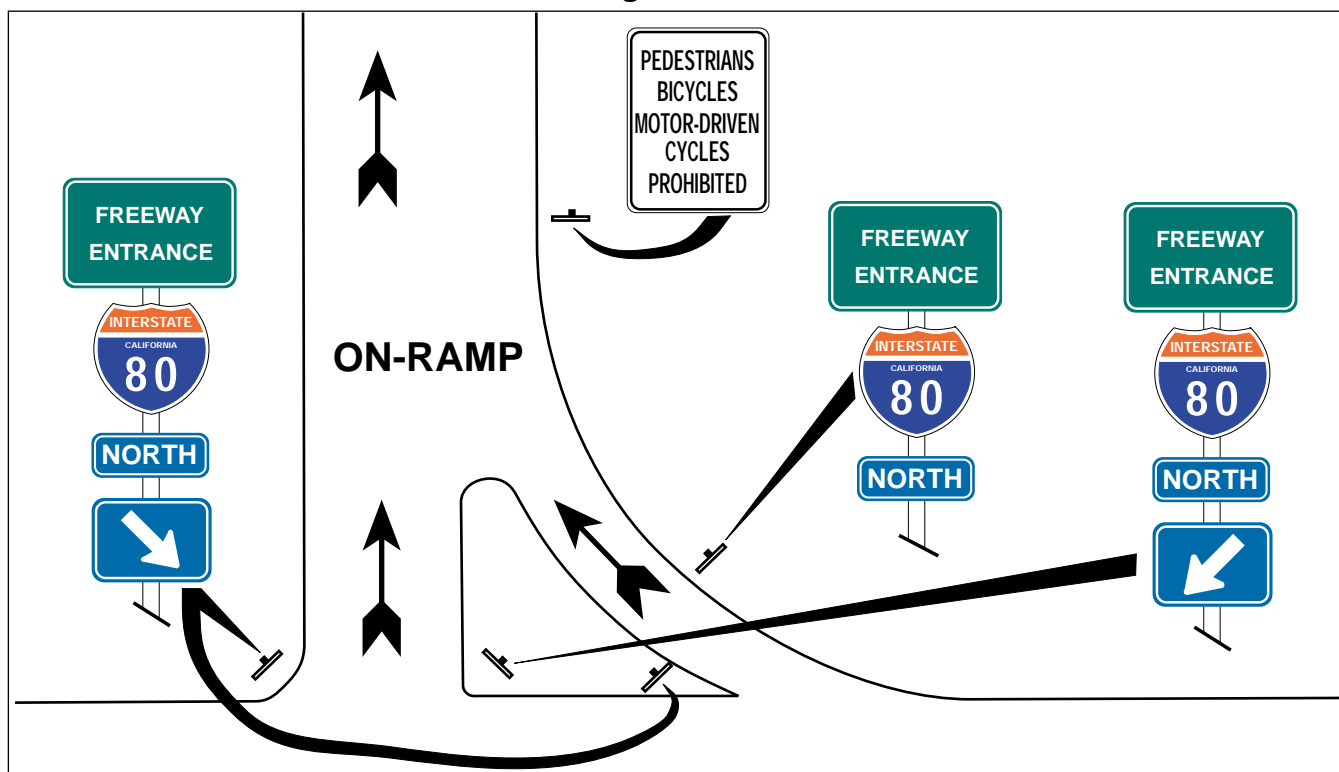 g
PEDESTRIANS
BICYCLES
MOTOR-DRIVEN
CYCLES
PROHIBITED
FREEWAY
ENTRANCE
INTERSTATE
CALIFORNIA
80
NORTH
ON-RAMP
FREEWAY
ENTRANCE
INTERSTATE
CALIFORNIA
80
NORTH
FREEWAY
ENTRANCE
INTERSTATE
CALIFORNIA
80
NORTH